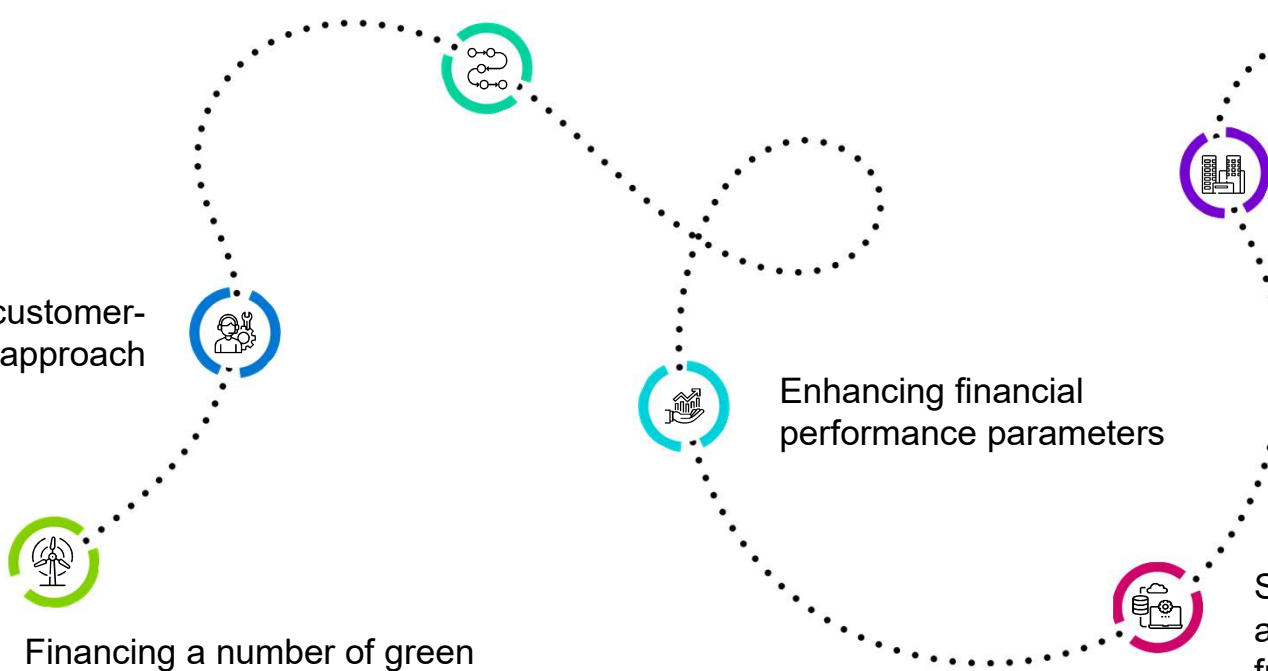 customer-
approach
Enhancing financial
performance parameters
Financing a number of green